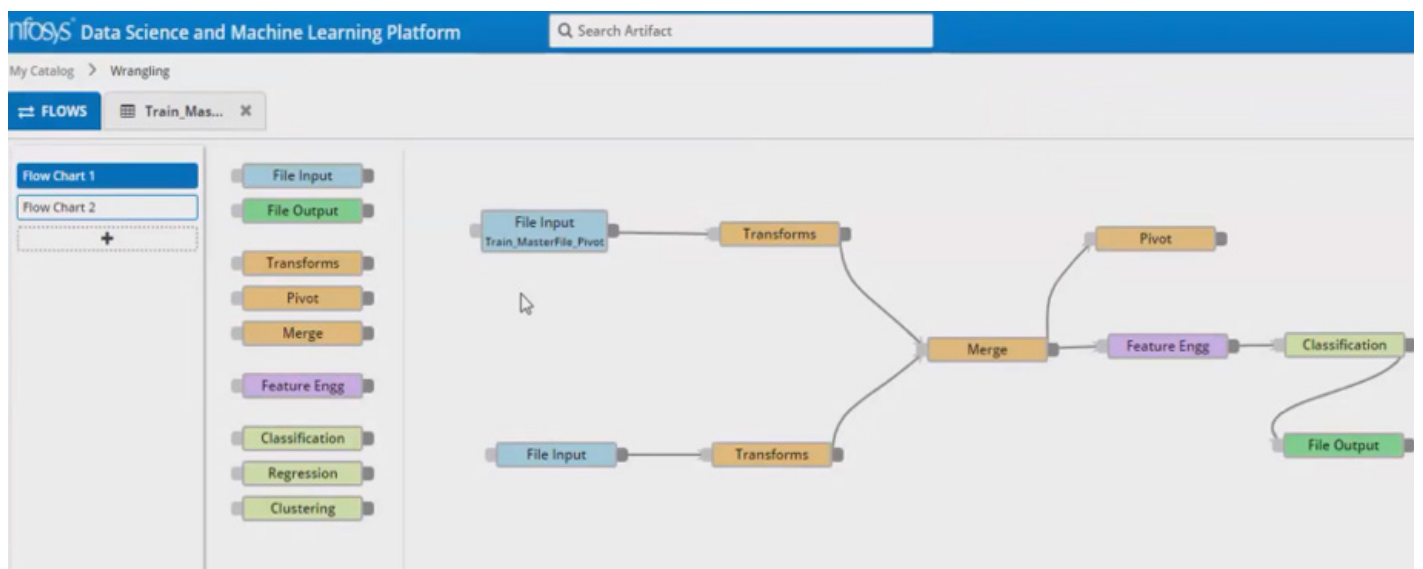 nfosys Data Science and Machine Learning Platform
Search Artifact
My Catalog > Wrangling
FLOWS
Train_Mas...
Flow Chart 1
Flow Chart 2
+
File Input
File Output
Transforms
Pivot
Merge
Feature Engg
Classification
Regression
Clustering
File Input
Train_MasterFile_Pivot
Transforms
Pivot
Merge
Feature Engg
Classification
File Input
Transforms
File Output